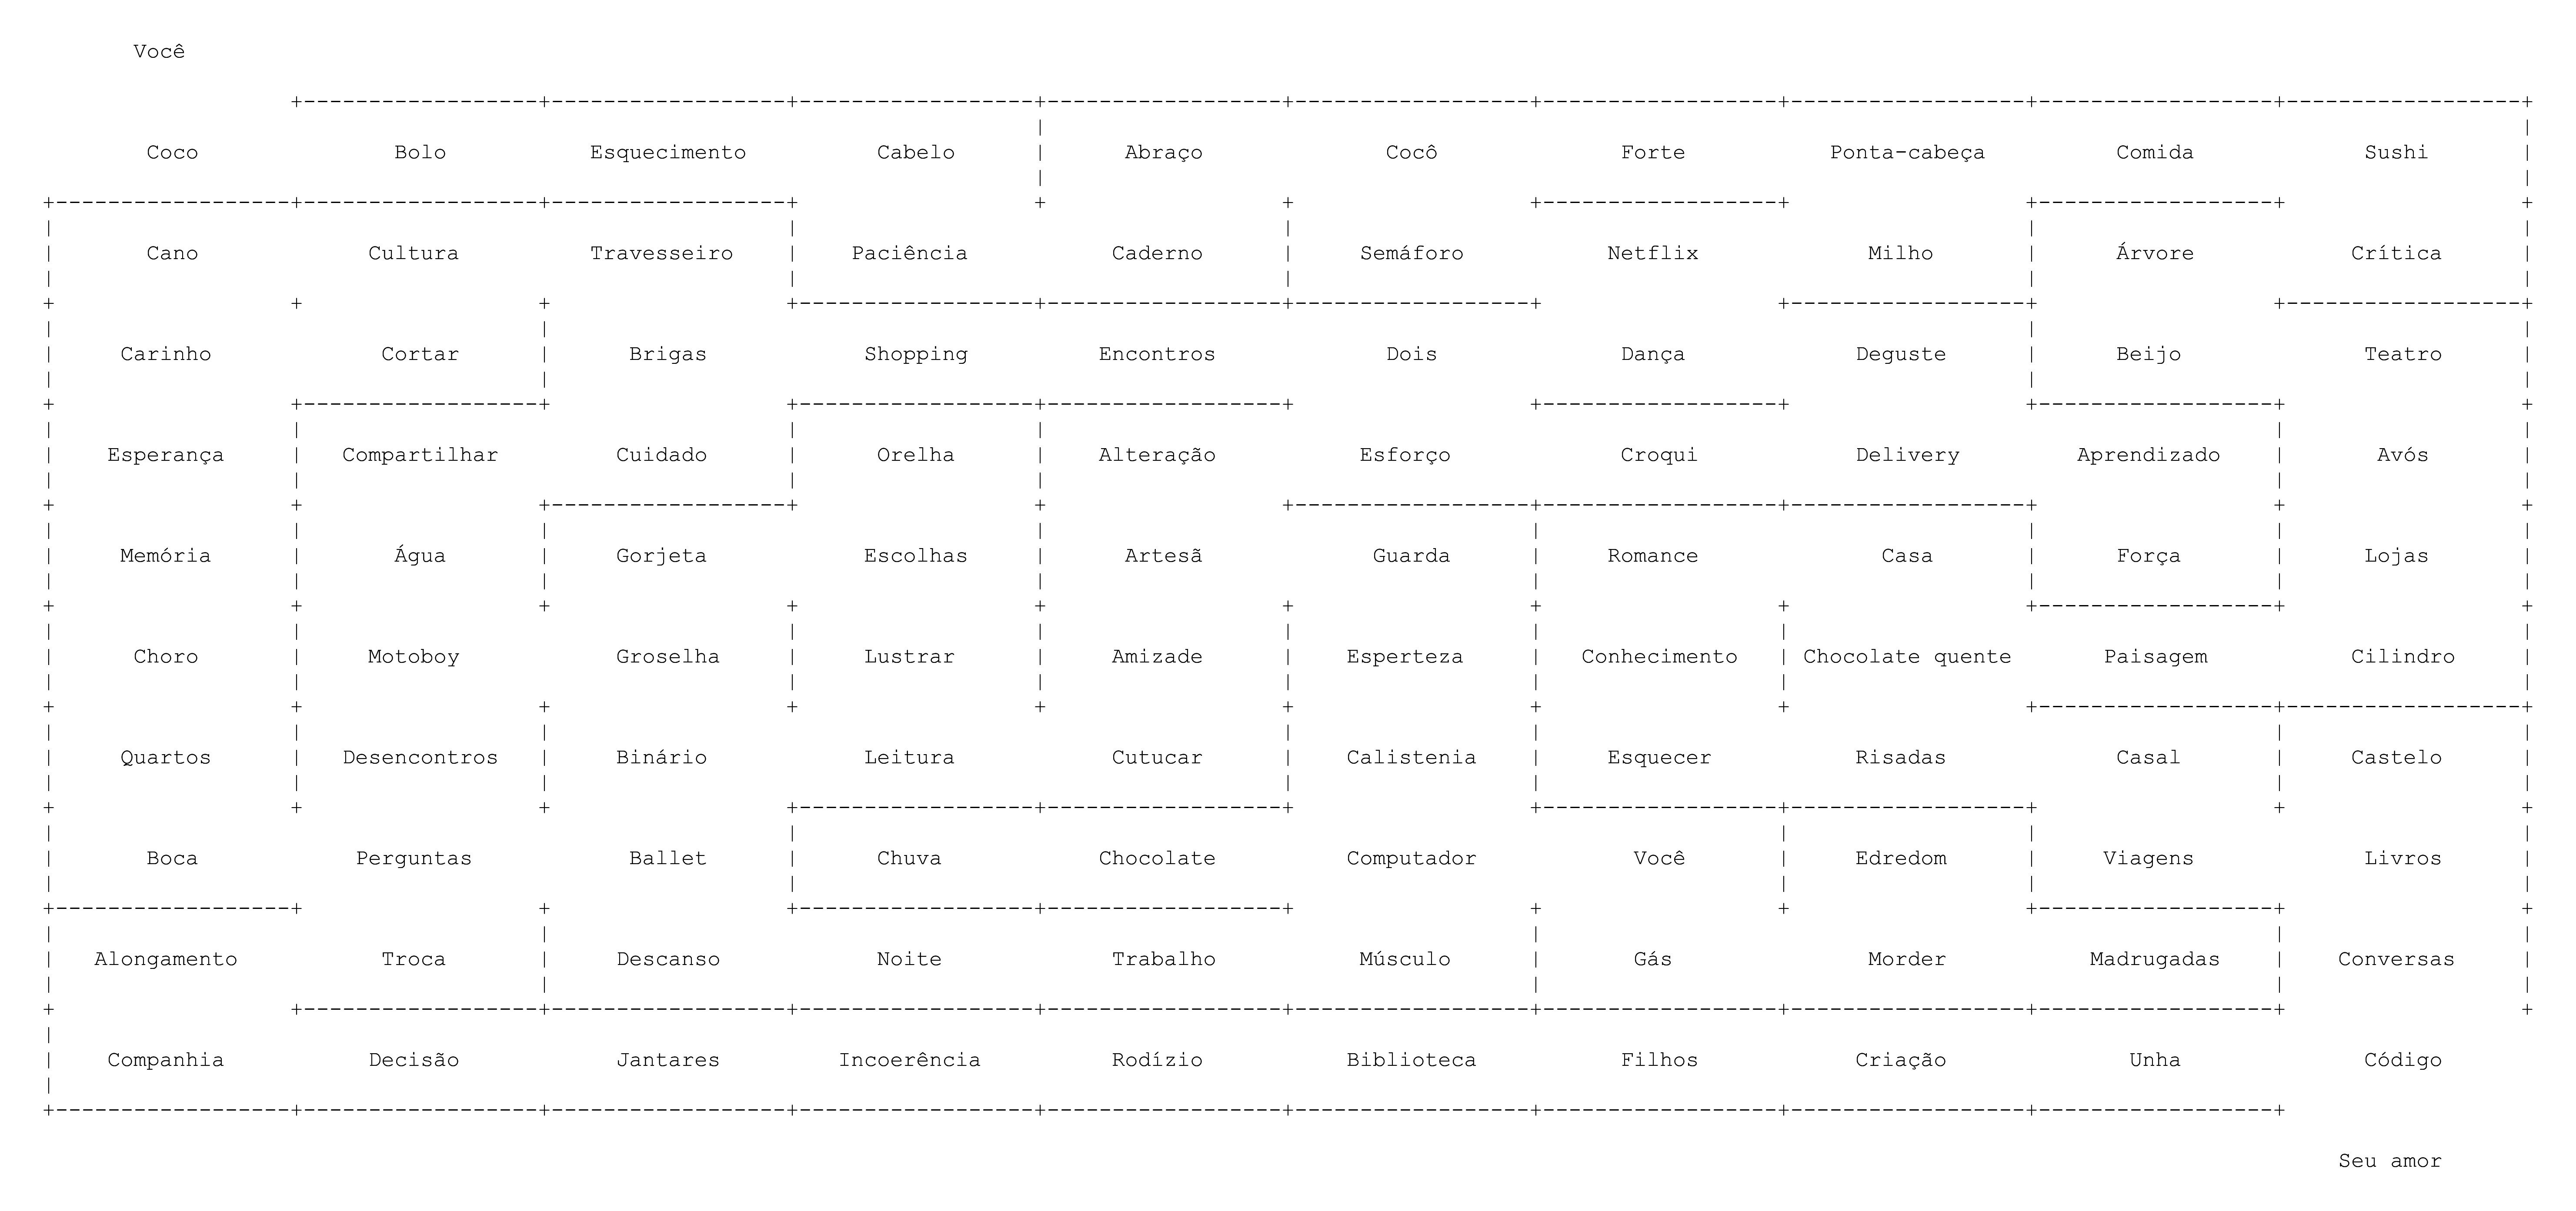 Você
Coco Bolo Esquecimento Cabelo Abraço Cocô Forte Ponta-cabeça Comida Sushi
Cano Cultura Travesseiro Paciência Caderno Semáforo Netflix Milho Árvore Crítica
Carinho Cortar Brigas Shopping Encontros Dois Dança Deguste Beijo Teatro
Esperança Compartilhar Cuidado Orelha Alteração Esforço Croqui Delivery Aprendizado Avós
Memória Água Gorjeta Escolhas Artesã Guarda Romance Casa Força Lojas
Choro Motoboy Groselha Lustrar Amizade Esperteza Conhecimento Chocolate quente Paisagem Cilindro
Quartos Desencontros Binário Leitura Cutucar Calistenia Esquecer Risadas Casal Castelo
Boca Perguntas Ballet Chuva Chocolate Computador Você Edredom Viagens Livros
Alongamento Troca Descanso Noite Trabalho Músculo Gás Morder Madrugadas Conversas
Companhia Decisão Jantares Incoerência Rodízio Biblioteca Filhos Criação Unha Código
Seu amor